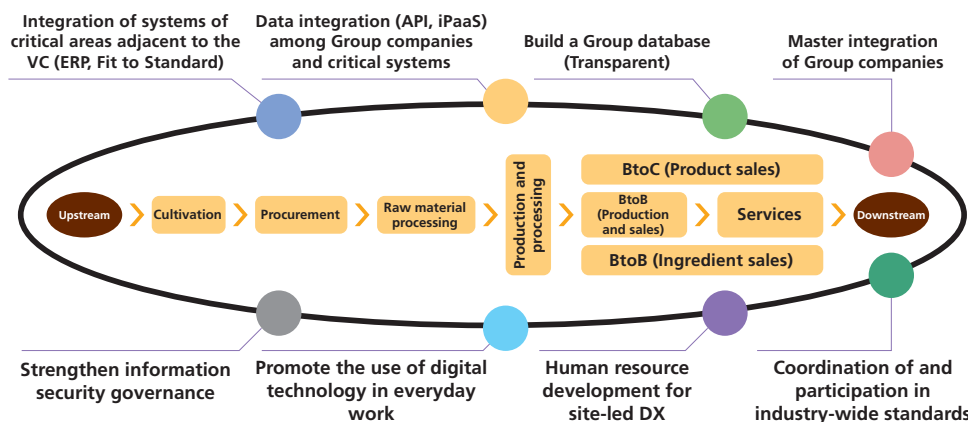 Integration of systems of
critical areas adjacent to the
VC (ERP, Fit to Standard)
Data integration (API, iPaaS)
among Group companies
and critical systems
Build a Group database
(Transparent)
Master integration
of Group companies
Upstream
Cultivation
Procurement
Raw material
processing
Production and
processing
BtoC (Product sales)
BtoB
(Production
and sales)
Services
BtoB (Ingredient sales)
Downstream
Strengthen information
security governance
Promote the use of digital
technology in everyday
work
Human resource
development for
site-led DX
Coordination of and
participation in
industry-wide standards